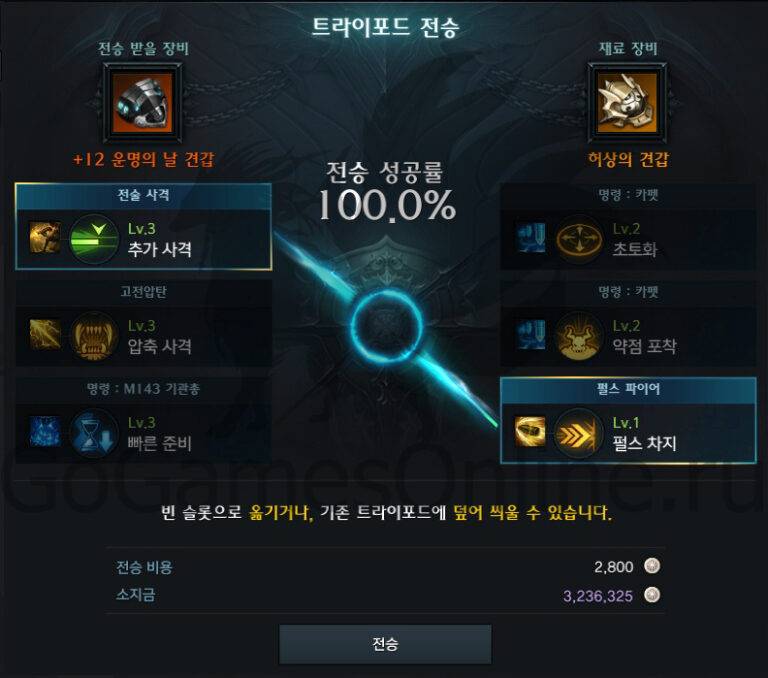 트라이포드 전승
전승 받을 장비
재료 장비
+12 운명의 날 견갑
허상의 견갑
전승 성공률
100.0%
전술 사격
Lv.3
추가 사격
고전압탄
Lv.3
압축 사격
명령 : M143 기관총
Lv.3
빠른 준비
명령 : 카펫
Lv.2
초토화
명령 : 카펫
Lv.2
약점 포착
펄스 파이어
Lv.1
펄스 차지
GoGamesOnline.ru
빈 슬롯으로 옮기거나, 기존 트라이포드에 덮어 씌울 수 있습니다.
전승 비용 2,800
소지금 3,236,325
전승